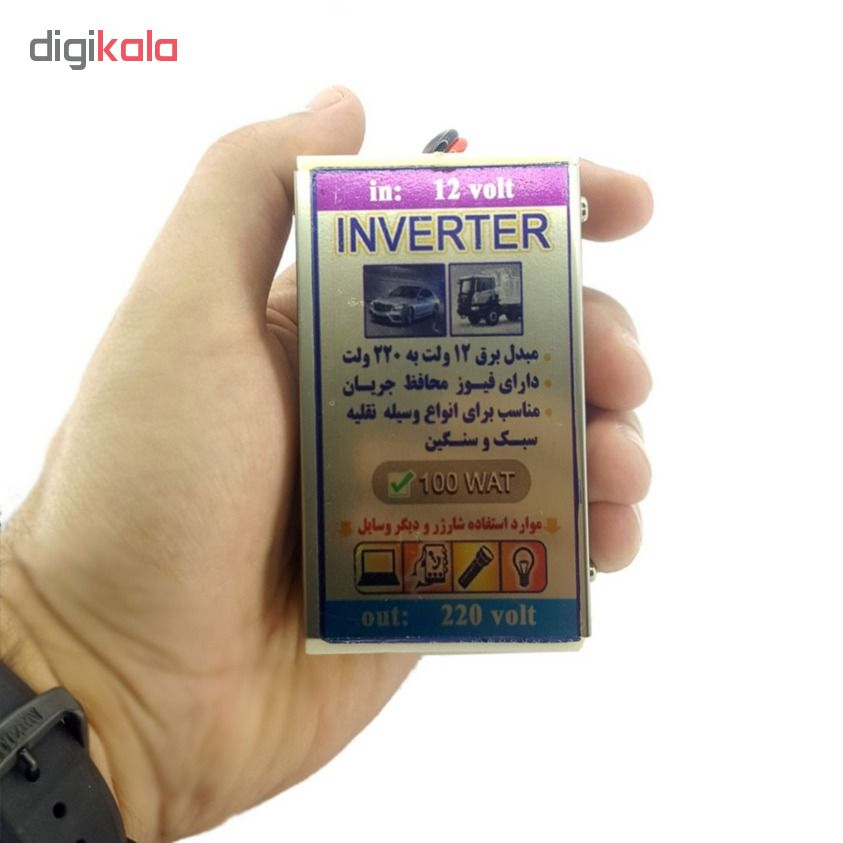 digikala
in: 12 volt
INVERTER
مبدل برق ۱۲ ولت به ۲۲۰ ولت
دارای فیوز محافظ جریان
مناسب برای انواع وسیله نقلیه
سبک و سنگین
100 WAT
موارد استفاده شارژر و دیگر وسایل
out: 220 volt